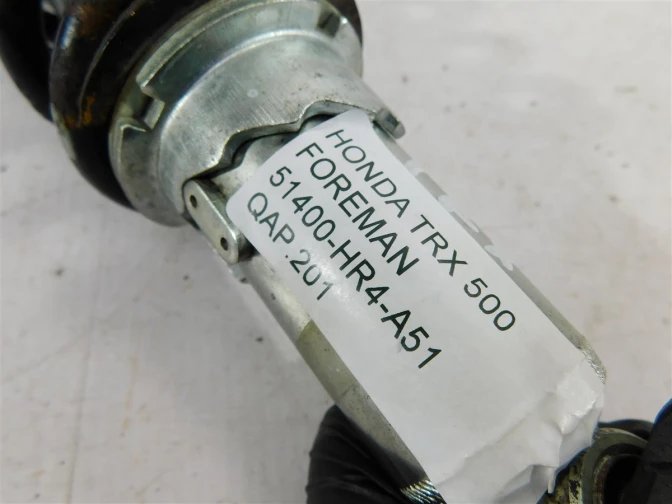 HONDA TRX 500
FOREMAN
51400-HR4-A51
QAP.201